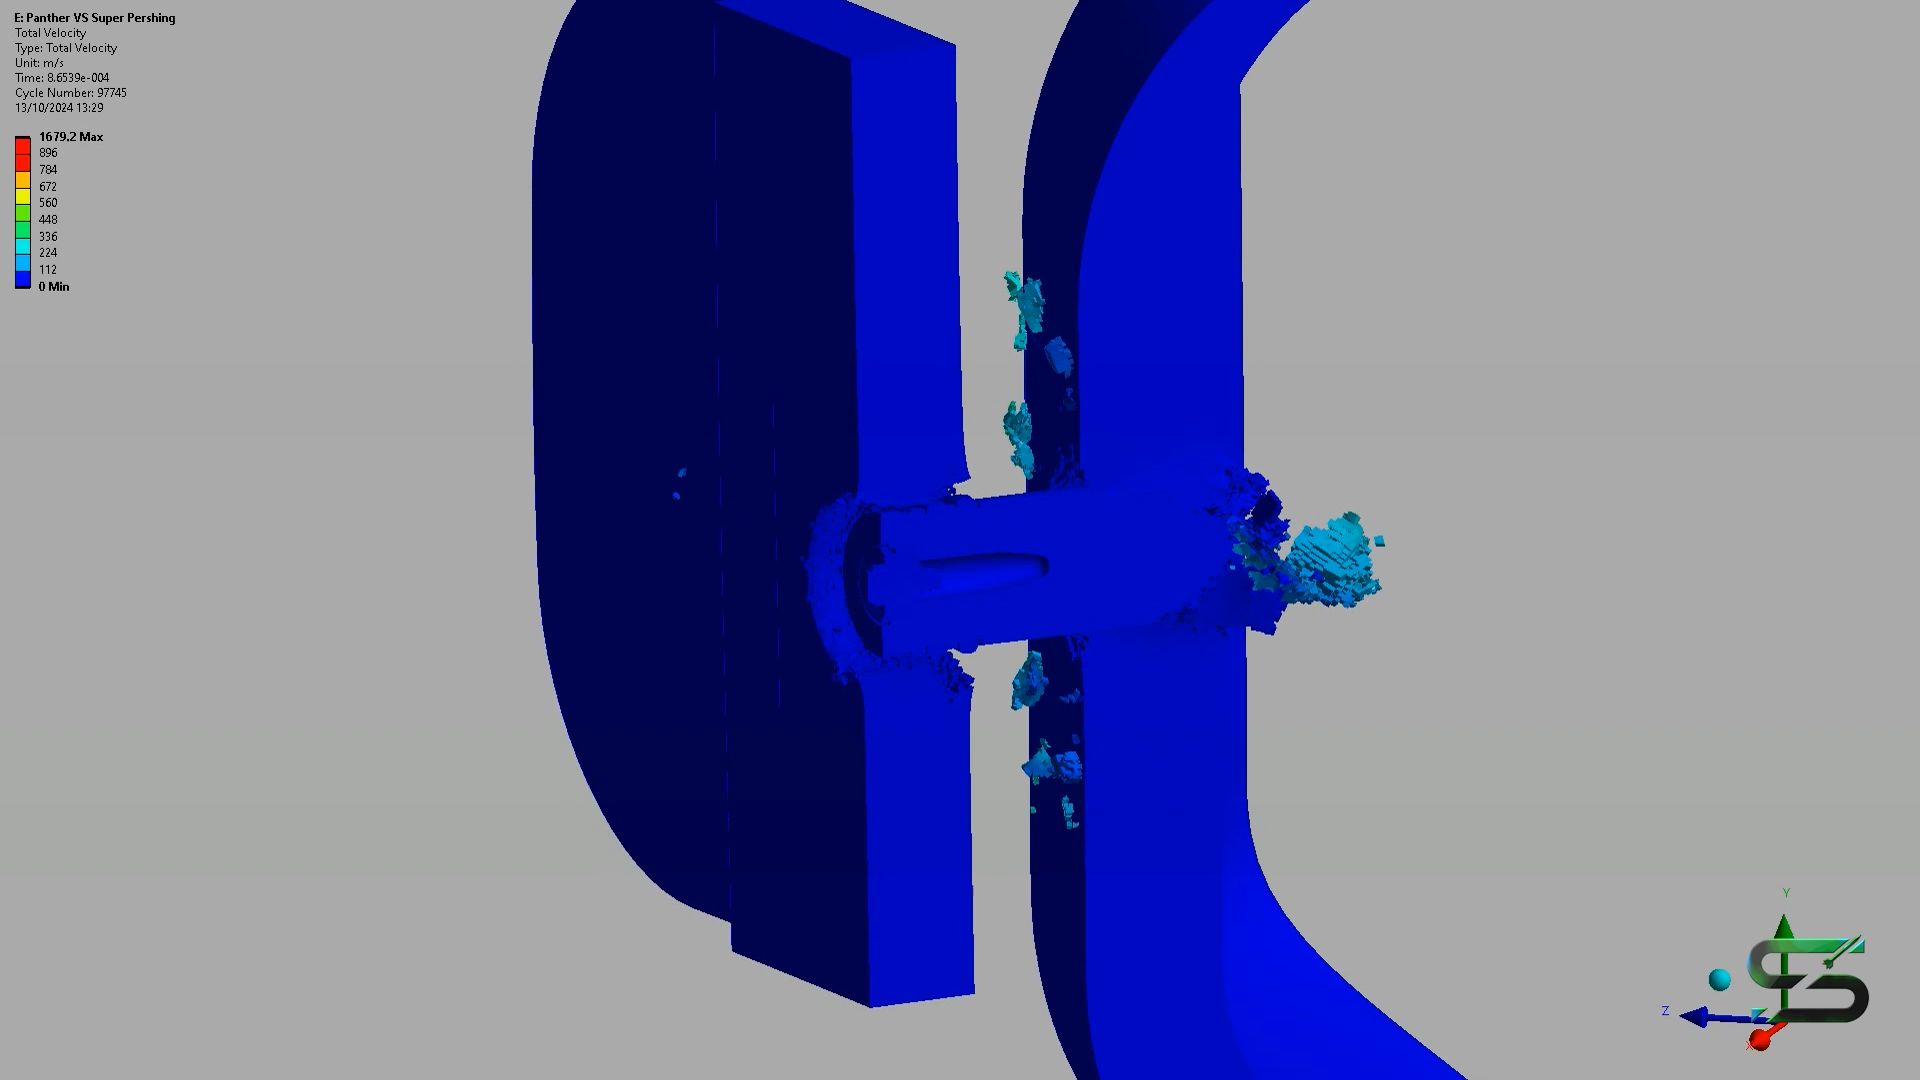 E: Panther VS Super Pershing
Total Velocity
Type: Total Velocity
Unit: m/s
Time: 8.6539e-004
Cycle Number: 97745
13/10/2024 13:29
1679.2 Max
896
784
672
560
448
336
224
112
0 Min
Y
Z
X